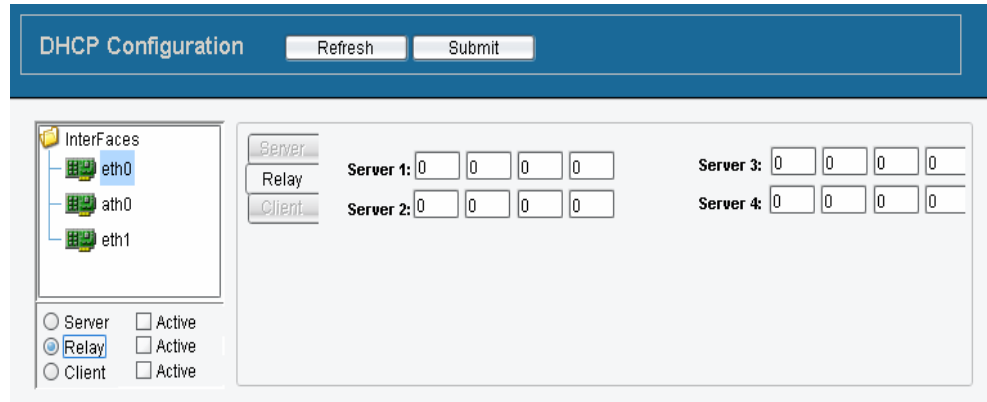 DHCP Configuration Refresh Submit
InterFaces
eth0
ath0
eth1
Server Active
Relay Active
Client Active
Server
Relay
Client
Server 1: 0 0 0 0
Server 2: 0 0 0 0
Server 3: 0 0 0 0
Server 4: 0 0 0 0